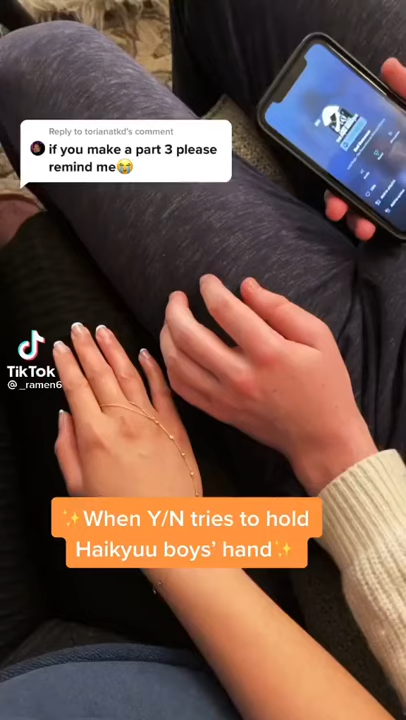 Reply to torianatkd's comment
if you make a part 3 please
remind me😭
TikTok
@_ramen6
✨When Y/N tries to hold
Haikyuu boys' hand✨